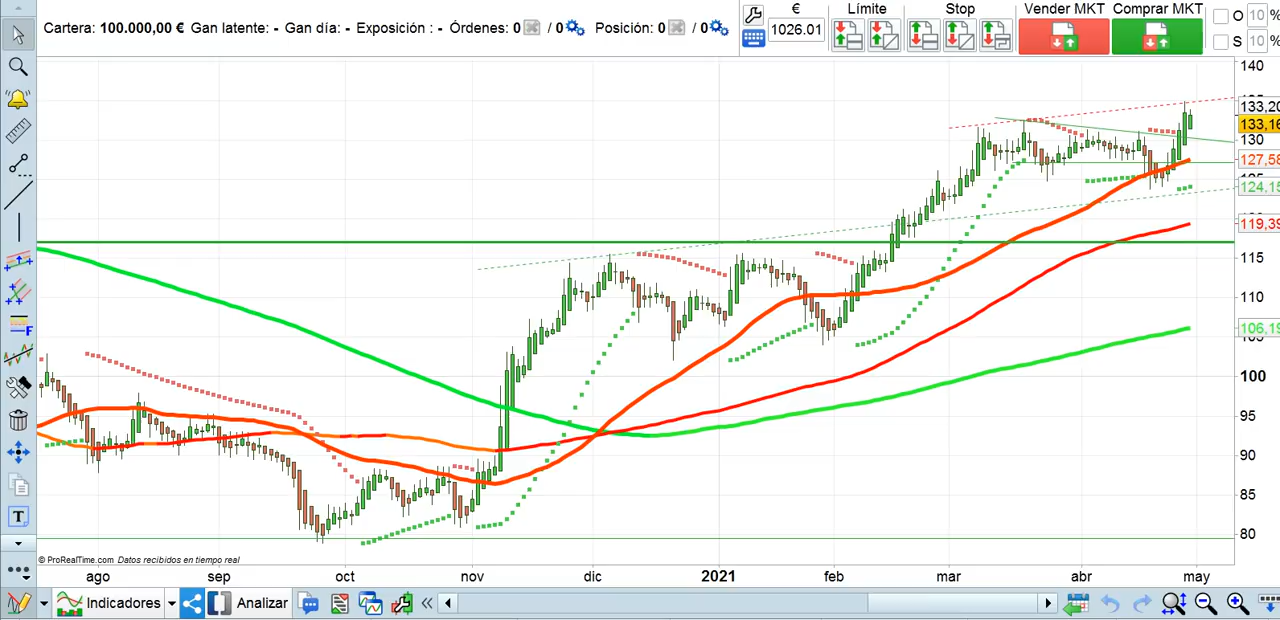 Cartera: 100.000,00 € Gan latente: - Gan día: - Exposición : - Órdenes: 0 / 0 Posición: 0 / 0
€
1026.01
Límite
Stop
Vender MKT
Comprar MKT
O 10 %
S 10 %
140
133,20
133,16
130
127,58
124,15
119,39
115
110
106,19
100
95
90
85
80
© ProRealTime.com Datos recibidos en tiempo real
ago sep oct nov dic 2021 feb mar abr may
F
T
Indicadores
Analizar